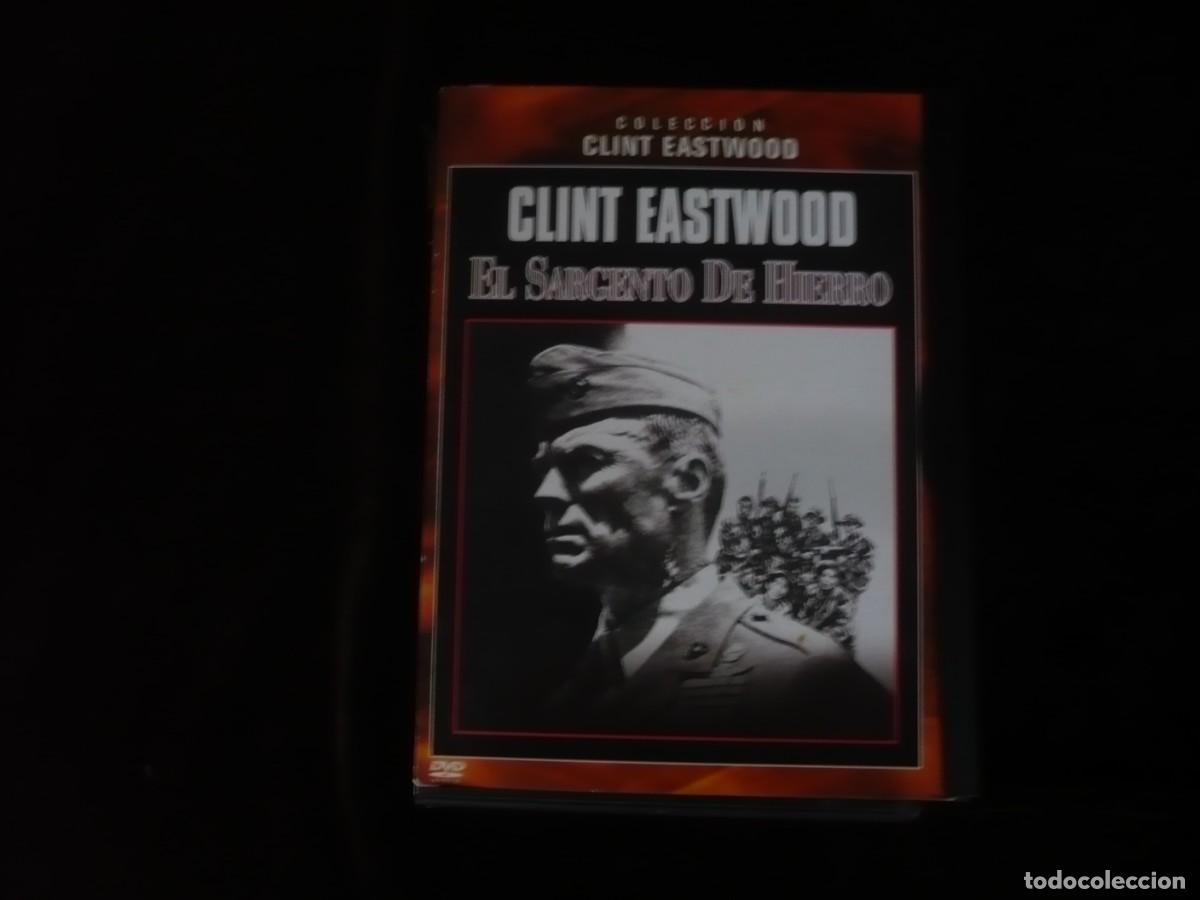 COLECCION
CLINT EASTWOOD
CLINT EASTWOOD
EL SARGENTO DE HIERRO
DVD
todocoleccion